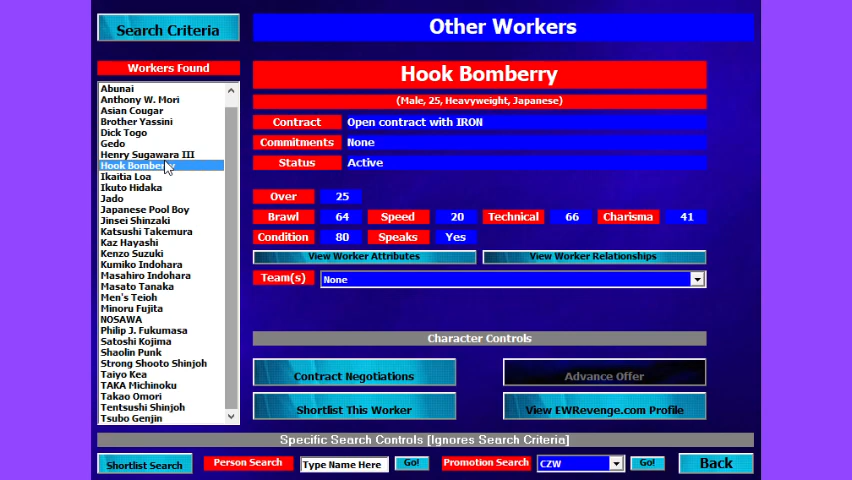 Search Criteria
Other Workers
Workers Found
Abunai
Anthony W. Mori
Asian Cougar
Brother Yassini
Dick Togo
Gedo
Henry Sugawara III
Hook Bomberry
Ikaitia Loa
Ikuto Hidaka
Jado
Japanese Pool Boy
Jinsei Shinzaki
Katsushi Takemura
Kaz Hayashi
Kenzo Suzuki
Kumiko Indohara
Masahiro Indohara
Masato Tanaka
Men's Teioh
Minoru Fujita
NOSAWA
Philip J. Fukumasa
Satoshi Kojima
Shaolin Punk
Strong Shooto Shinjoh
Taiyo Kea
TAKA Michinoku
Takao Omori
Tentsushi Shinjoh
Tsubo Genjin
Hook Bomberry
(Male, 25, Heavyweight, Japanese)
Contract Open contract with IRON
Commitments None
Status Active
Over 25
Brawl 64 Speed 20 Technical 66 Charisma 41
Condition 80 Speaks Yes
View Worker Attributes View Worker Relationships
Team(s) None
Character Controls
Contract Negotiations Advance Offer
Shortlist This Worker View EWRevenge.com Profile
Specific Search Controls [Ignores Search Criteria]
Shortlist Search Person Search Type Name Here Go! Promotion Search CZW Go! Back